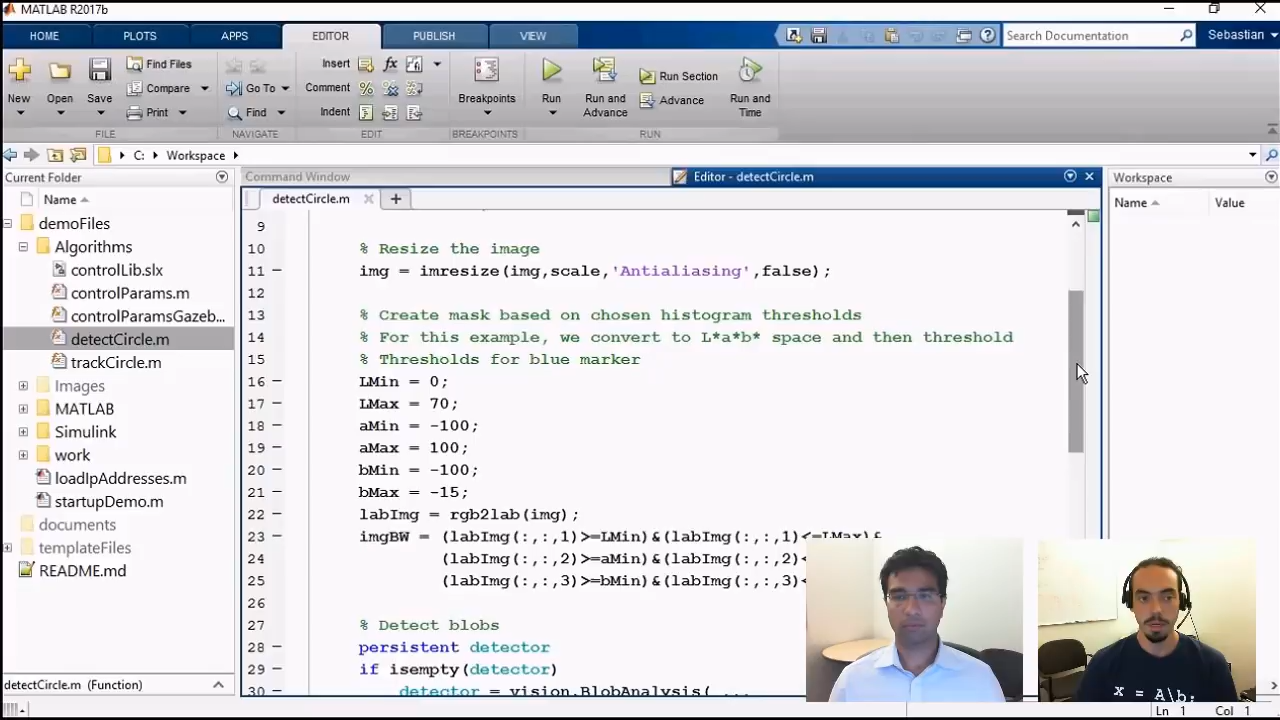 MATLAB R2017b
HOME PLOTS APPS EDITOR PUBLISH VIEW Search Documentation Sebastian
New Open Save Find Files Compare Print
Go To Find
Insert fx Comment Indent
Breakpoints
Run Run and Advance Run Section Advance Run and Time
FILE NAVIGATE EDIT BREAKPOINTS RUN
C: Workspace
Current Folder
Name
demoFiles
Algorithms
controlLib.slx
controlParams.m
controlParamsGazeb...
detectCircle.m
trackCircle.m
Images
MATLAB
Simulink
work
loadIpAddresses.m
startupDemo.m
documents
templateFiles
README.md
detectCircle.m (Function)
Command Window
Editor - detectCircle.m
detectCircle.m
9
10 % Resize the image
11 – img = imresize(img,scale,'Antialiasing',false);
12
13 % Create mask based on chosen histogram thresholds
14 % For this example, we convert to L*a*b* space and then threshold
15 % Thresholds for blue marker
16 – LMin = 0;
17 – LMax = 70;
18 – aMin = -100;
19 – aMax = 100;
20 – bMin = -100;
21 – bMax = -15;
22 – labImg = rgb2lab(img);
23 – imgBW = (labImg(:,:,1)>=LMin)&(labImg(:,:,1)<=LMax)&
24 (labImg(:,:,2)>=aMin)&(labImg(:,:,2)<
25 (labImg(:,:,3)>=bMin)&(labImg(:,:,3)<
26
27 % Detect blobs
28 – persistent detector
29 – if isempty(detector)
30 – detector = vision.BlobAnalysis( ...
Workspace
Name Value
x = A\b;
Ln 1 Col 1